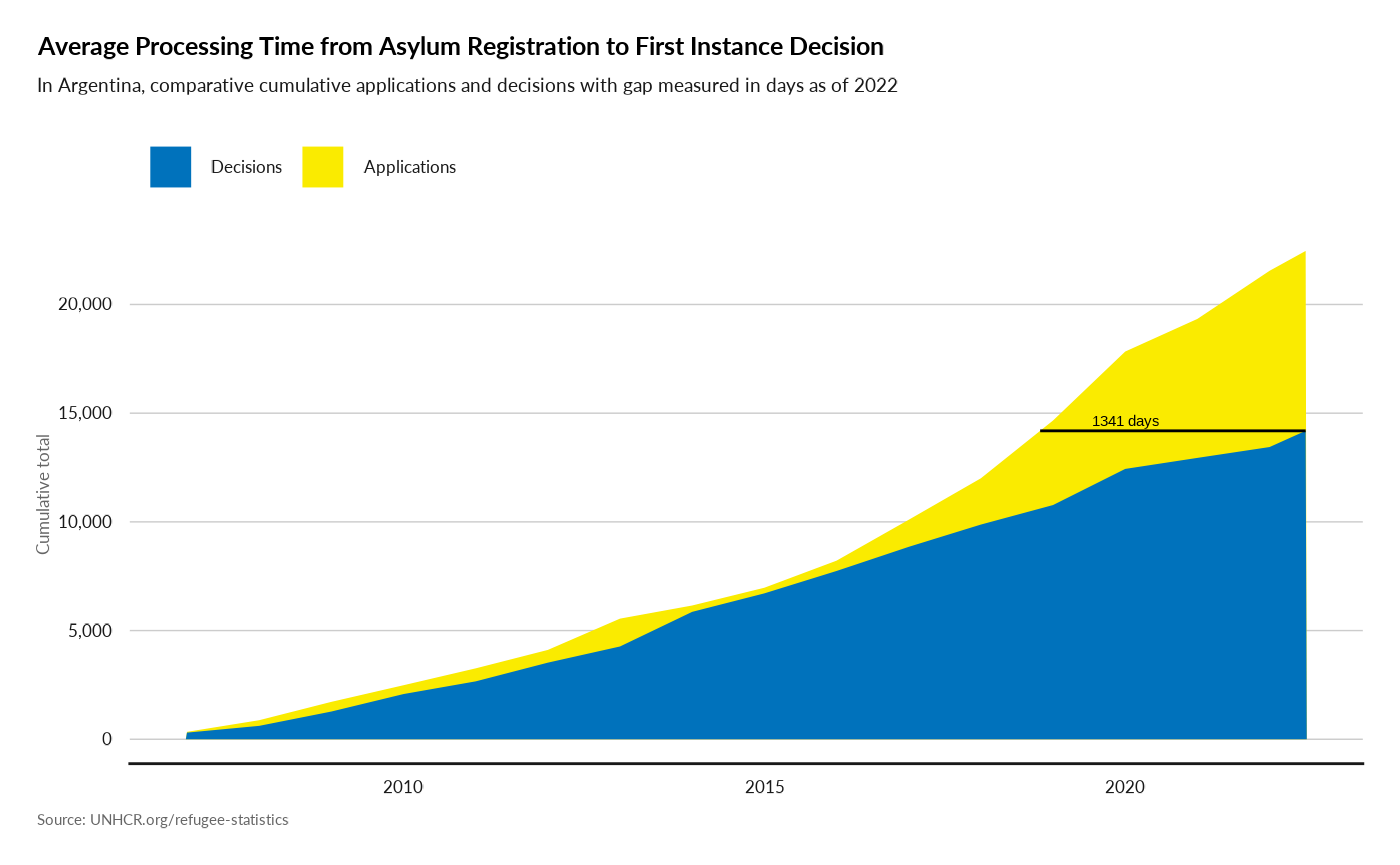 Average Processing Time from Asylum Registration to First Instance Decision
In Argentina, comparative cumulative applications and decisions with gap measured in days as of 2022
Decisions
Applications
20,000
15,000
10,000
5,000
0
Cumulative total
1341 days
2010
2015
2020
Source: UNHCR.org/refugee-statistics